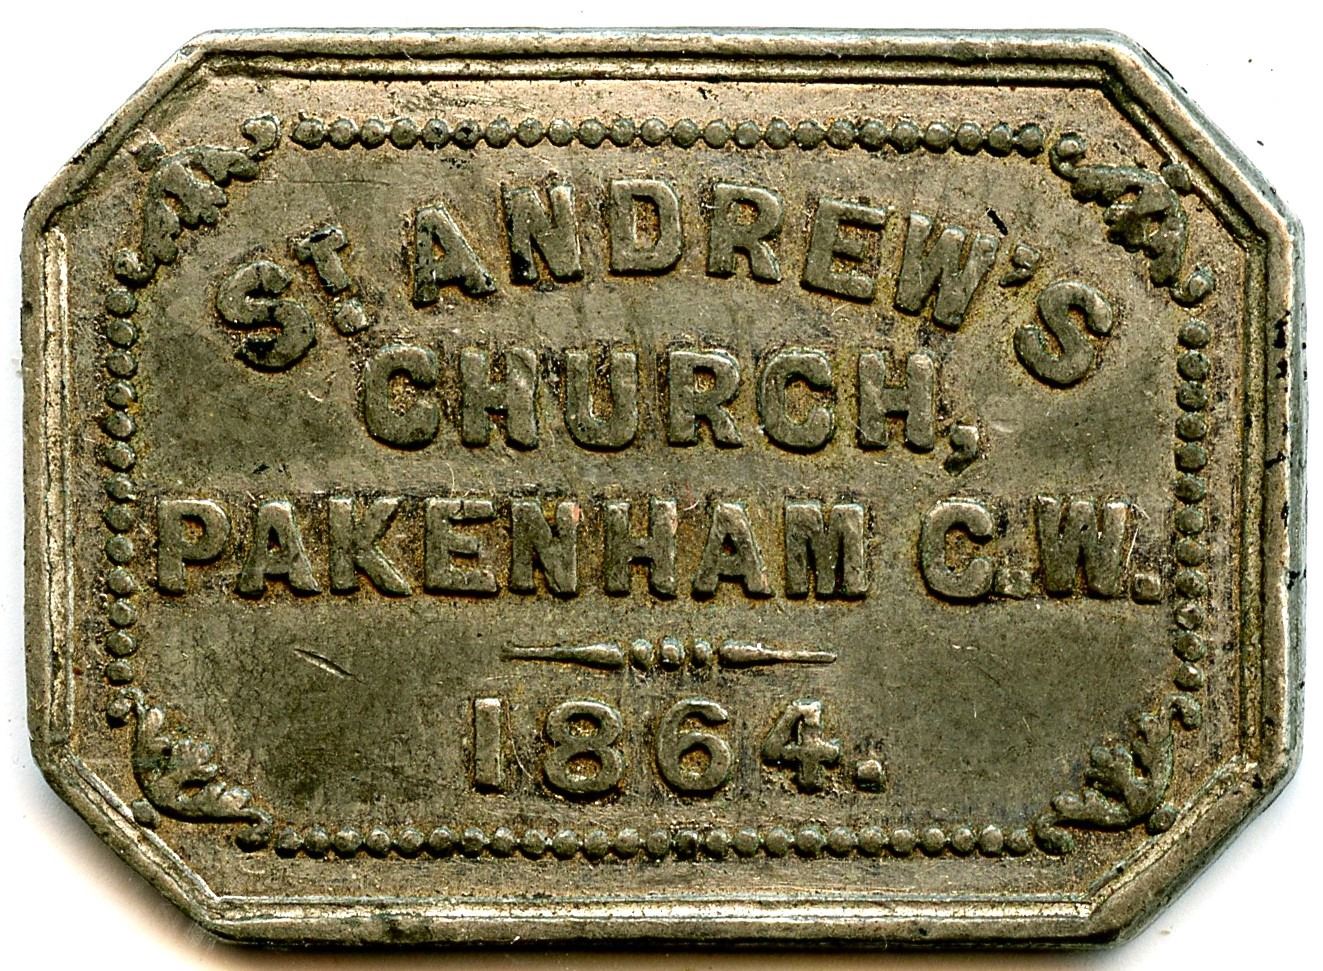 ST. ANDREW'S
CHURCH,
PAKENHAM C.W.
1864.